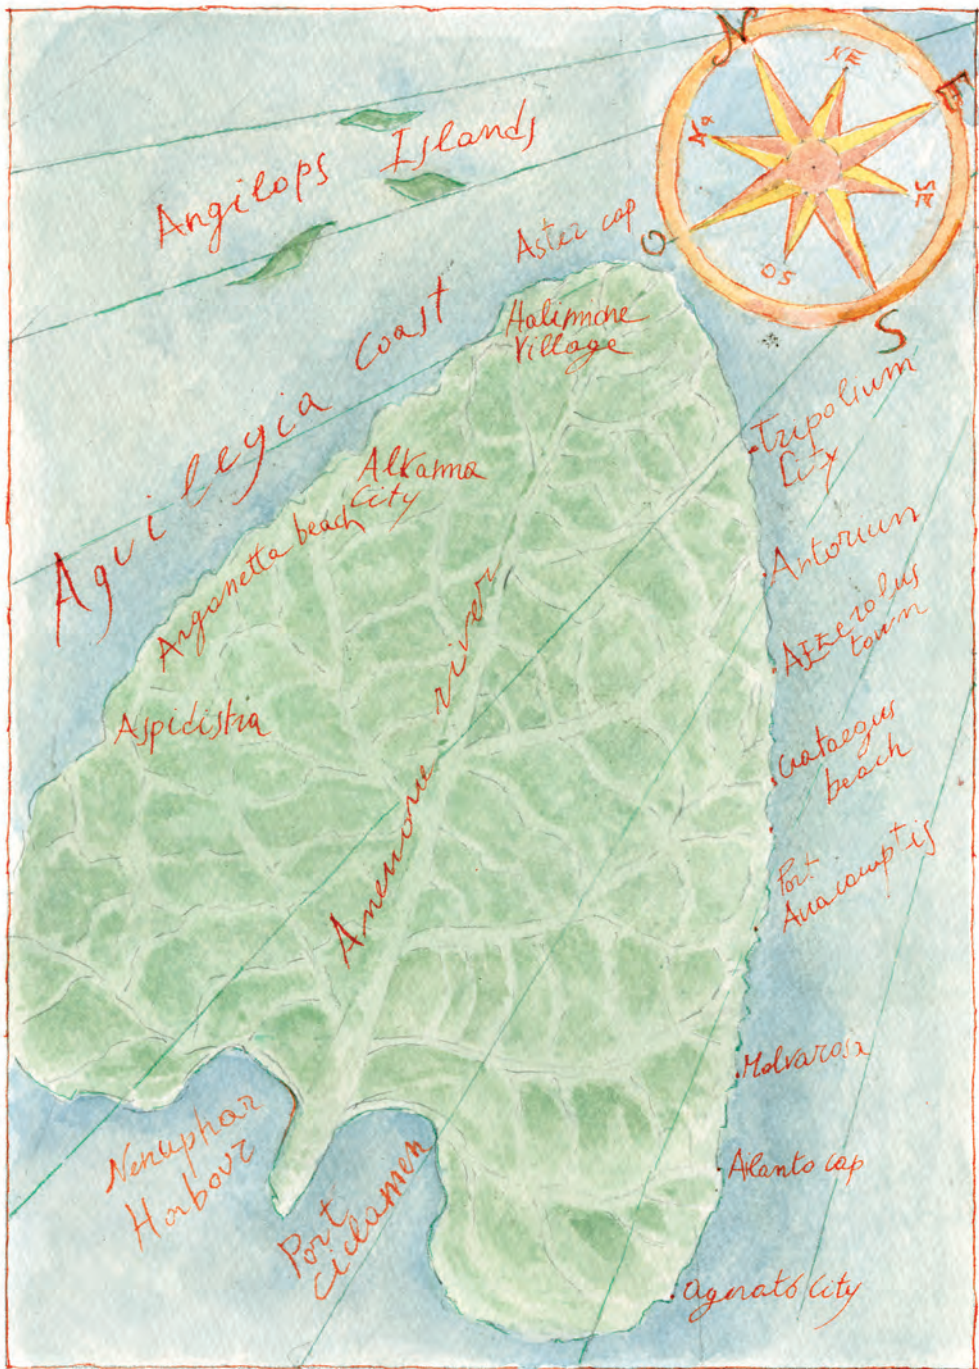 N
NE
E
SE
S
OS
O
Angilops Islands
Aster cap
Halimione
Village
Aquilegia coast
Tripolium
City
Alkanna
City
Arganetta beach
Antorium
Azzerolus
town
Aspidistria
Crataegus
beach
Anemone river
Port
Anacamptis
Malvarosa
Nenuphar
Harbour
Port
Ciclamen
Ailanto cap
Agerato City